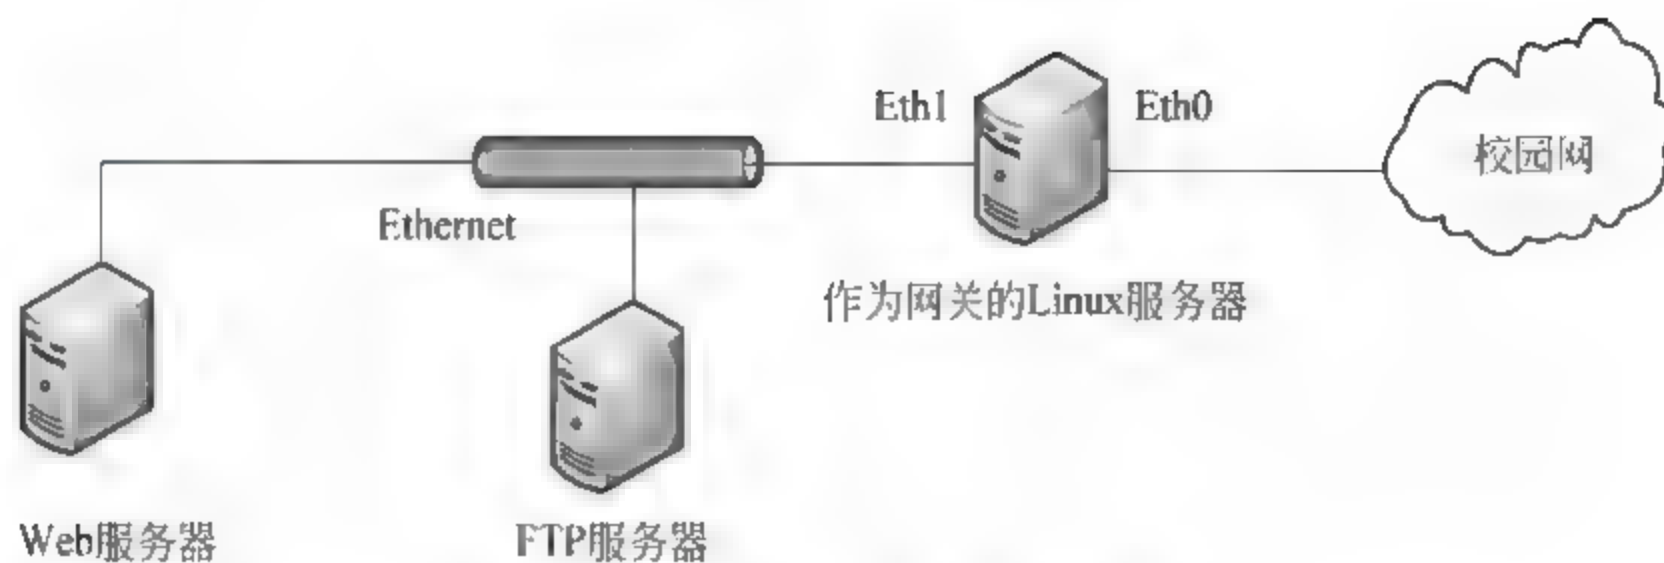 Eth1
Eth0
校园网
Ethernet
作为网关的Linux服务器
Web服务器
FTP服务器